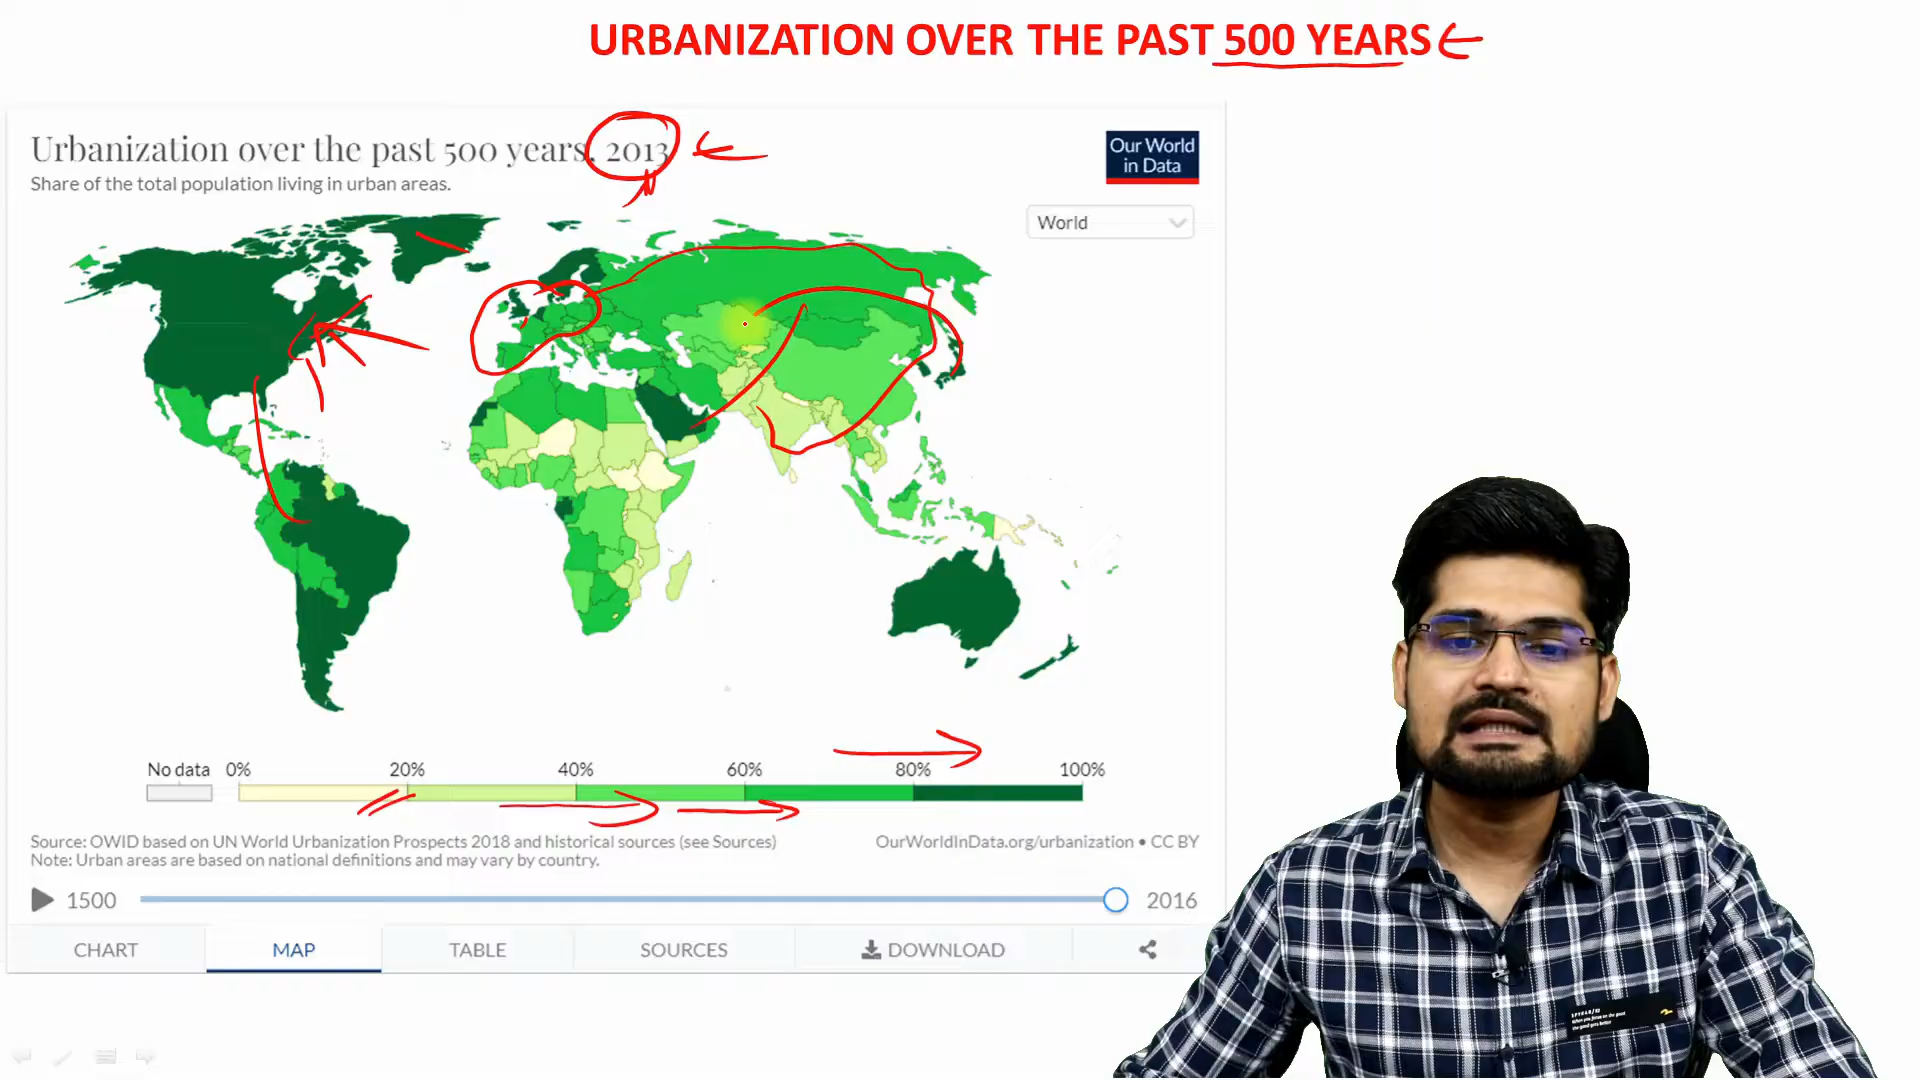 URBANIZATION OVER THE PAST 500 YEARS
Urbanization over the past 500 years, 2013
Share of the total population living in urban areas.
Our World
in Data
World
No data 0% 20% 40% 60% 80% 100%
Source: OWID based on UN World Urbanization Prospects 2018 and historical sources (see Sources)
OurWorldInData.org/urbanization • CC BY
Note: Urban areas are based on national definitions and may vary by country.
1500 2016
CHART MAP TABLE SOURCES DOWNLOAD